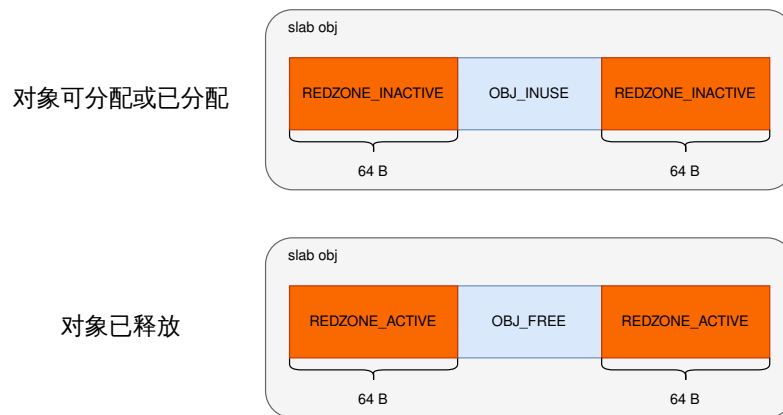 slab obj
对象可分配或已分配
REDZONE_INACTIVE
OBJ_INUSE
REDZONE_INACTIVE
64 B
64 B
slab obj
对象已释放
REDZONE_ACTIVE
OBJ_FREE
REDZONE_ACTIVE
64 B
64 B